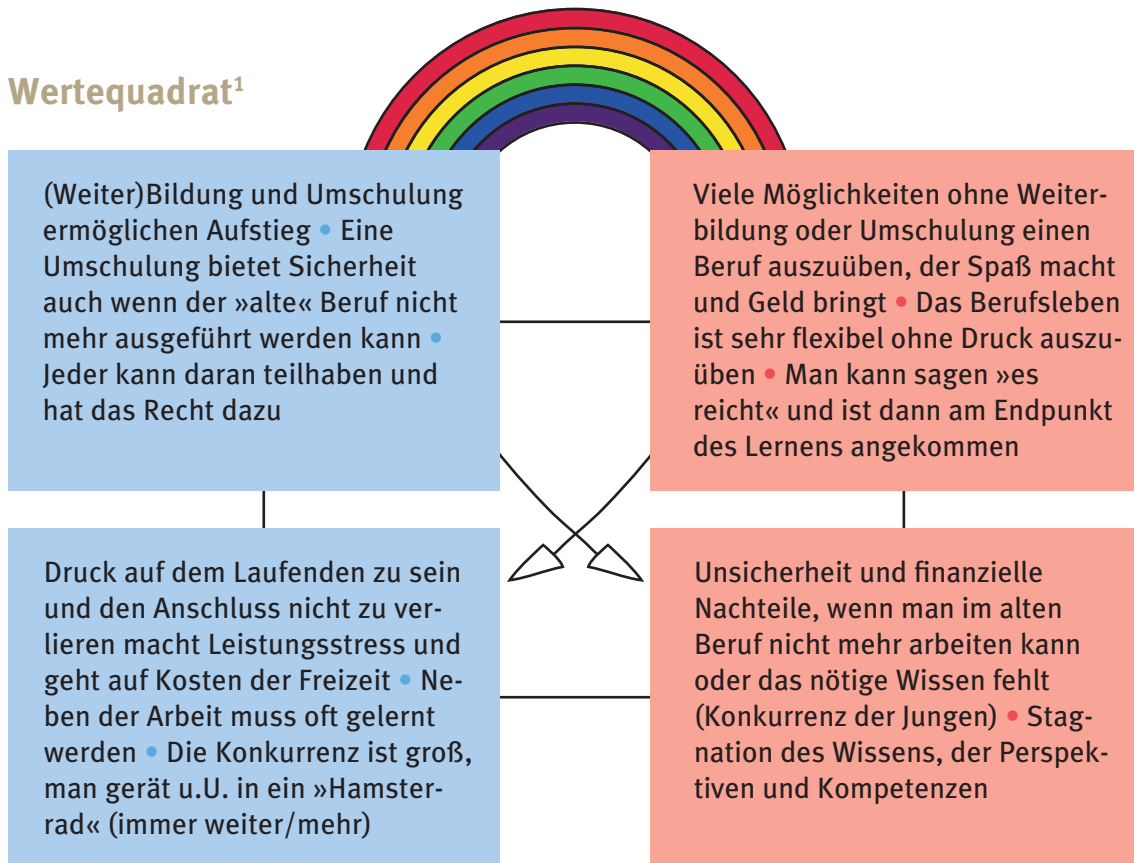 Wertequadrat¹
(Weiter)Bildung und Umschulung
ermöglichen Aufstieg • Eine
Umschulung bietet Sicherheit
auch wenn der »alte« Beruf nicht
mehr ausgeführt werden kann •
Jeder kann daran teilhaben und
hat das Recht dazu
Viele Möglichkeiten ohne Weiter-
bildung oder Umschulung einen
Beruf auszuüben, der Spaß macht
und Geld bringt • Das Berufsleben
ist sehr flexibel ohne Druck auszu-
üben • Man kann sagen »es
reicht« und ist dann am Endpunkt
des Lernens angekommen
Druck auf dem Laufenden zu sein
und den Anschluss nicht zu ver-
lieren macht Leistungsstress und
geht auf Kosten der Freizeit • Ne-
ben der Arbeit muss oft gelernt
werden • Die Konkurrenz ist groß,
man gerät u.U. in ein »Hamster-
rad« (immer weiter/mehr)
Unsicherheit und finanzielle
Nachteile, wenn man im alten
Beruf nicht mehr arbeiten kann
oder das nötige Wissen fehlt
(Konkurrenz der Jungen) • Stag-
nation des Wissens, der Perspek-
tiven und Kompetenzen